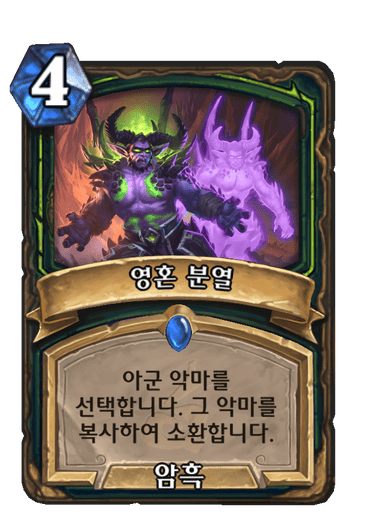 4
영혼 분열
아군 악마를
선택합니다. 그 악마를
복사하여 소환합니다.
암흑